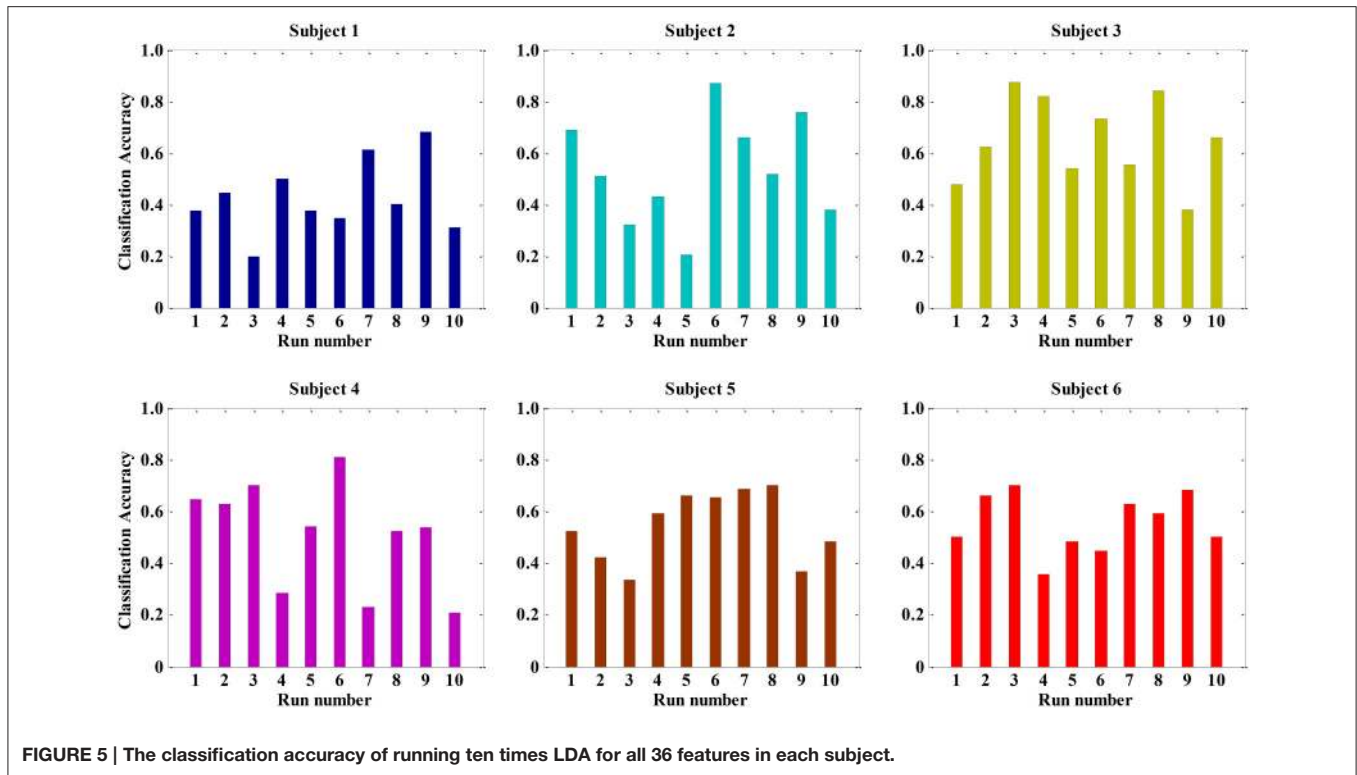 Subject 1
1.0
0.8
0.6
0.4
0.2
0
Classification Accuracy
1 2 3 4 5 6 7 8 9 10
Run number
Subject 2
1.0
0.8
0.6
0.4
0.2
0
1 2 3 4 5 6 7 8 9 10
Run number
Subject 3
1.0
0.8
0.6
0.4
0.2
0
1 2 3 4 5 6 7 8 9 10
Run number
Subject 4
1.0
0.8
0.6
0.4
0.2
0
Classification Accuracy
1 2 3 4 5 6 7 8 9 10
Run number
Subject 5
1.0
0.8
0.6
0.4
0.2
0
1 2 3 4 5 6 7 8 9 10
Run number
Subject 6
1.0
0.8
0.6
0.4
0.2
0
1 2 3 4 5 6 7 8 9 10
Run number
FIGURE 5 | The classification accuracy of running ten times LDA for all 36 features in each subject.